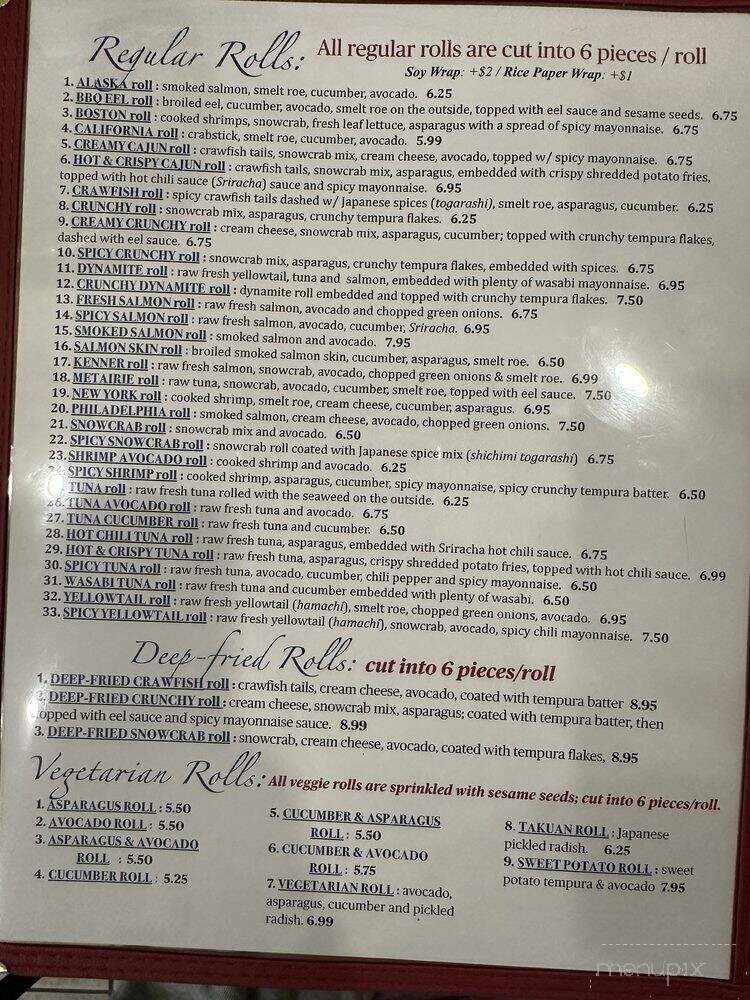 Regular Rolls: All regular rolls are cut into 6 pieces / roll
Soy Wrap: +$2 / Rice Paper Wrap: +$1
1. ALASKA roll : smoked salmon, smelt roe, cucumber, avocado. 6.25
2. BBQ EEL roll : broiled eel, cucumber, avocado, smelt roe on the outside, topped with eel sauce and sesame seeds. 6.75
3. BOSTON roll : cooked shrimps, snowcrab, fresh leaf lettuce, asparagus with a spread of spicy mayonnaise. 6.75
4. CALIFORNIA roll : crabstick, smelt roe, cucumber, avocado. 5.99
5. CREAMY CAJUN roll : crawfish tails, snowcrab mix, cream cheese, avocado, topped w/ spicy mayonnaise. 6.75
6. HOT & CRISPY CAJUN roll : crawfish tails, snowcrab mix, asparagus, embedded with crispy shredded potato fries,
topped with hot chili sauce (Sriracha) sauce and spicy mayonnaise. 6.95
7. CRAWFISH roll : spicy crawfish tails dashed w/ Japanese spices (togarashi), smelt roe, asparagus, cucumber. 6.25
8. CRUNCHY roll : snowcrab mix, asparagus, crunchy tempura flakes. 6.25
9. CREAMY CRUNCHY roll : cream cheese, snowcrab mix, asparagus, cucumber; topped with crunchy tempura flakes,
dashed with eel sauce. 6.75
10. SPICY CRUNCHY roll : snowcrab mix, asparagus, crunchy tempura flakes, embedded with spices. 6.75
11. DYNAMITE roll : raw fresh yellowtail, tuna and salmon, embedded with plenty of wasabi mayonnaise. 6.95
12. CRUNCHY DYNAMITE roll : dynamite roll embedded and topped with crunchy tempura flakes. 7.50
13. FRESH SALMON roll : raw fresh salmon, avocado and chopped green onions. 6.75
14. SPICY SALMON roll : raw fresh salmon, avocado, cucumber, Sriracha. 6.95
15. SMOKED SALMON roll : smoked salmon and avocado. 7.95
16. SALMON SKIN roll : broiled smoked salmon skin, cucumber, asparagus, smelt roe. 6.50
17. KENNER roll : raw fresh salmon, snowcrab, avocado, chopped green onions & smelt roe. 6.99
18. METAIRIE roll : raw tuna, snowcrab, avocado, cucumber, smelt roe, topped with eel sauce. 7.50
19. NEW YORK roll : cooked shrimp, smelt roe, cream cheese, cucumber, asparagus. 6.95
20. PHILADELPHIA roll : smoked salmon, cream cheese, avocado, chopped green onions. 7.50
21. SNOWCRAB roll : snowcrab mix and avocado. 6.50
22. SPICY SNOWCRAB roll : snowcrab roll coated with Japanese spice mix (shichimi togarashi) 6.75
23. SHRIMP AVOCADO roll : cooked shrimp and avocado. 6.25
SPICY SHRIMP roll : cooked shrimp, asparagus, cucumber, spicy mayonnaise, spicy crunchy tempura batter. 6.50
TUNA roll : raw fresh tuna rolled with the seaweed on the outside. 6.25
26. TUNA AVOCADO roll : raw fresh tuna and avocado. 6.75
27. TUNA CUCUMBER roll : raw fresh tuna and cucumber. 6.50
28. HOT CHILI TUNA roll : raw fresh tuna, asparagus, embedded with Sriracha hot chili sauce. 6.75
29. HOT & CRISPY TUNA roll : raw fresh tuna, asparagus, crispy shredded potato fries, topped with hot chili sauce. 6.99
30. SPICY TUNA roll : raw fresh tuna, avocado, cucumber, chili pepper and spicy mayonnaise. 6.50
31. WASABI TUNA roll : raw fresh tuna and cucumber embedded with plenty of wasabi. 6.50
32. YELLOWTAIL roll : raw fresh yellowtail (hamachi), smelt roe, chopped green onions, avocado. 6.95
33. SPICY YELLOWTAIL roll : raw fresh yellowtail (hamachi), snowcrab, avocado, spicy chili mayonnaise. 7.50
Deep-fried Rolls: cut into 6 pieces/roll
1. DEEP-FRIED CRAWFISH roll : crawfish tails, cream cheese, avocado, coated with tempura batter 8.95
2. DEEP-FRIED CRUNCHY roll : cream cheese, snowcrab mix, asparagus; coated with tempura batter, then
topped with eel sauce and spicy mayonnaise sauce. 8.99
3. DEEP-FRIED SNOWCRAB roll : snowcrab, cream cheese, avocado, coated with tempura flakes, 8.95
Vegetarian Rolls: All veggie rolls are sprinkled with sesame seeds; cut into 6 pieces/roll.
1. ASPARAGUS ROLL : 5.50
2. AVOCADO ROLL : 5.50
3. ASPARAGUS & AVOCADO
ROLL : 5.50
4. CUCUMBER ROLL : 5.25
5. CUCUMBER & ASPARAGUS
ROLL : 5.50
6. CUCUMBER & AVOCADO
ROLL : 5.75
7. VEGETARIAN ROLL : avocado,
asparagus, cucumber and pickled
radish. 6.99
8. TAKUAN ROLL : Japanese
pickled radish. 6.25
9. SWEET POTATO ROLL : sweet
potato tempura & avocado 7.95
menupix